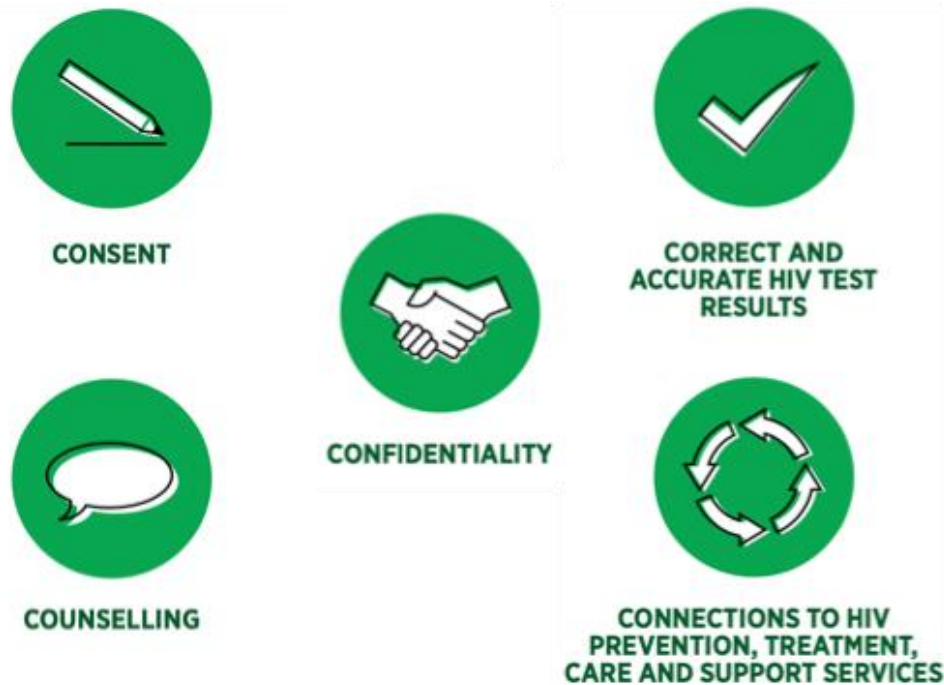 CONSENT
CORRECT AND
ACCURATE HIV TEST
RESULTS
CONFIDENTIALITY
COUNSELLING
CONNECTIONS TO HIV
PREVENTION, TREATMENT,
CARE AND SUPPORT SERVICES